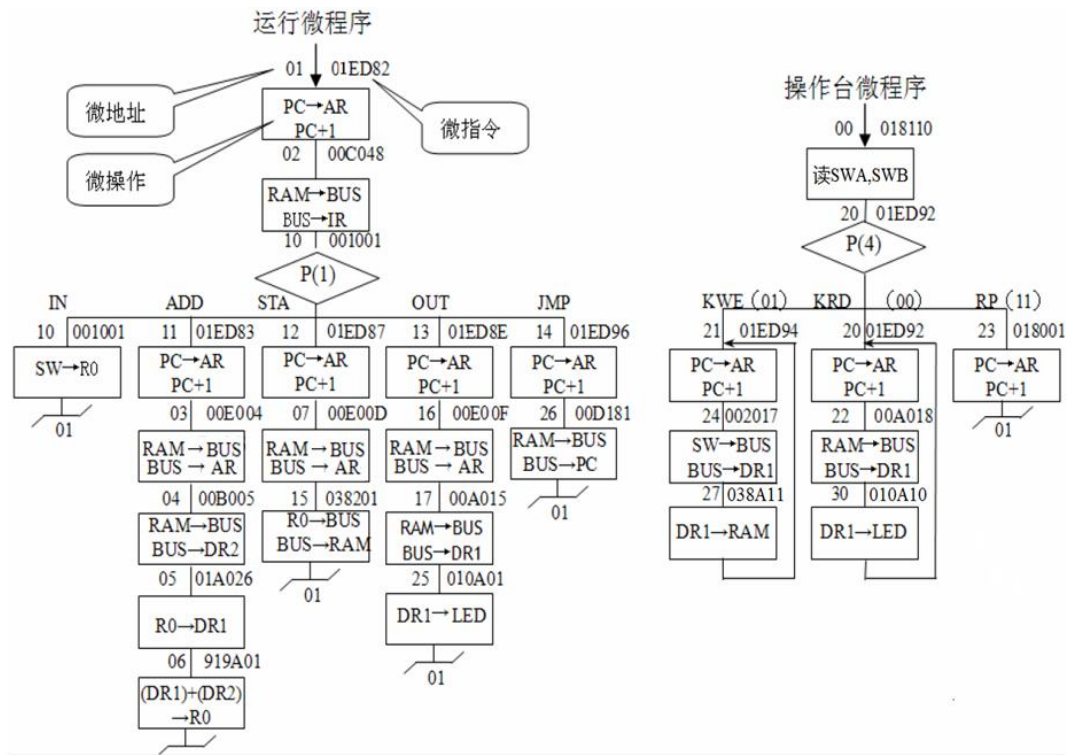 运行微程序
01 01ED82
微地址
PC→AR
PC+1
微指令
02 00C048
微操作
RAM→BUS
BUS→IR
10 001001
P(1)
IN ADD STA OUT JMP
10 001001 11 01ED83 12 01ED87 13 01ED8E 14 01ED96
SW→R0
PC→AR
PC+1
PC→AR
PC+1
PC→AR
PC+1
PC→AR
PC+1
01
03 00E004 07 00E00D 16 00E00F 26 00D181
RAM→BUS
BUS→AR
RAM→BUS
BUS→AR
RAM→BUS
BUS→AR
RAM→BUS
BUS→PC
04 00B005 15 038201 17 00A015 01
RAM→BUS
BUS→DR2
R0→BUS
BUS→RAM
RAM→BUS
BUS→DR1
05 01A026 01 25 010A01
R0→DR1
DR1→LED
06 919A01 01
(DR1)+(DR2)
→R0
操作台微程序
00 018110
读SWA,SWB
20 01ED92
P(4)
KWE(01) KRD (00) RP(11)
21 01ED94 20 01ED92 23 018001
PC→AR
PC+1
PC→AR
PC+1
PC→AR
PC+1
24 002017 22 00A018 01
SW→BUS
BUS→DR1
RAM→BUS
BUS→DR1
27 038A11 30 010A10
DR1→RAM
DR1→LED